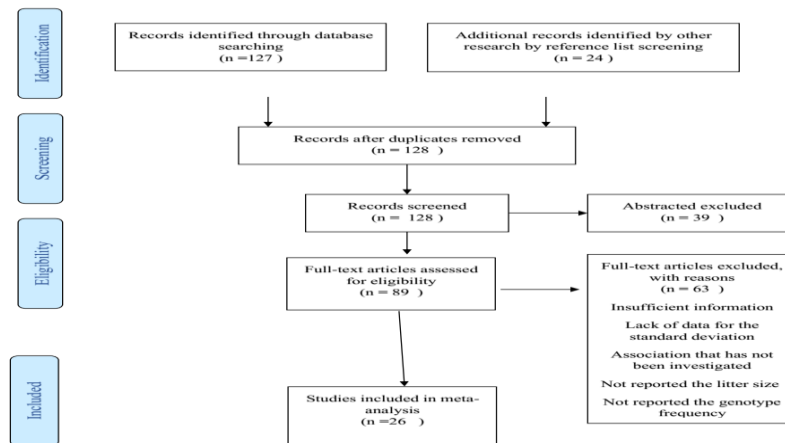 Identification
Records identified through database
searching
(n =127 )
Additional records identified by other
research by reference list screening
(n = 24 )
Screening
Records after duplicates removed
(n = 128 )
Records screened
(n = 128 )
Abstracted excluded
(n = 39 )
Eligibility
Full-text articles assessed
for eligibility
(n = 89 )
Full-text articles excluded,
with reasons
(n = 63 )
Insufficient information
Lack of data for the
standard deviation
Association that has not
been investigated
Not reported the litter size
Not reported the genotype
frequency
Included
Studies included in meta-
analysis
(n =26 )